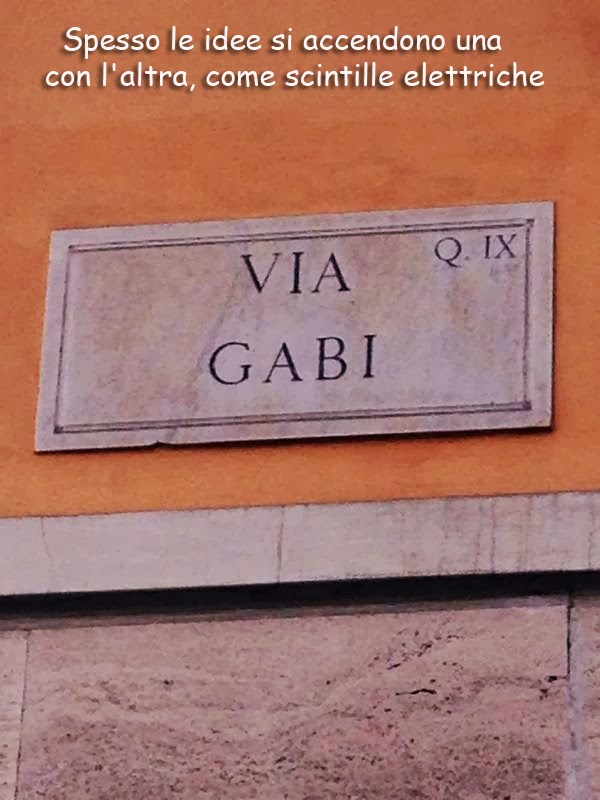 Spesso le idee si accendono una
con l'altra, come scintille elettriche
Q. IX
VIA
GABI